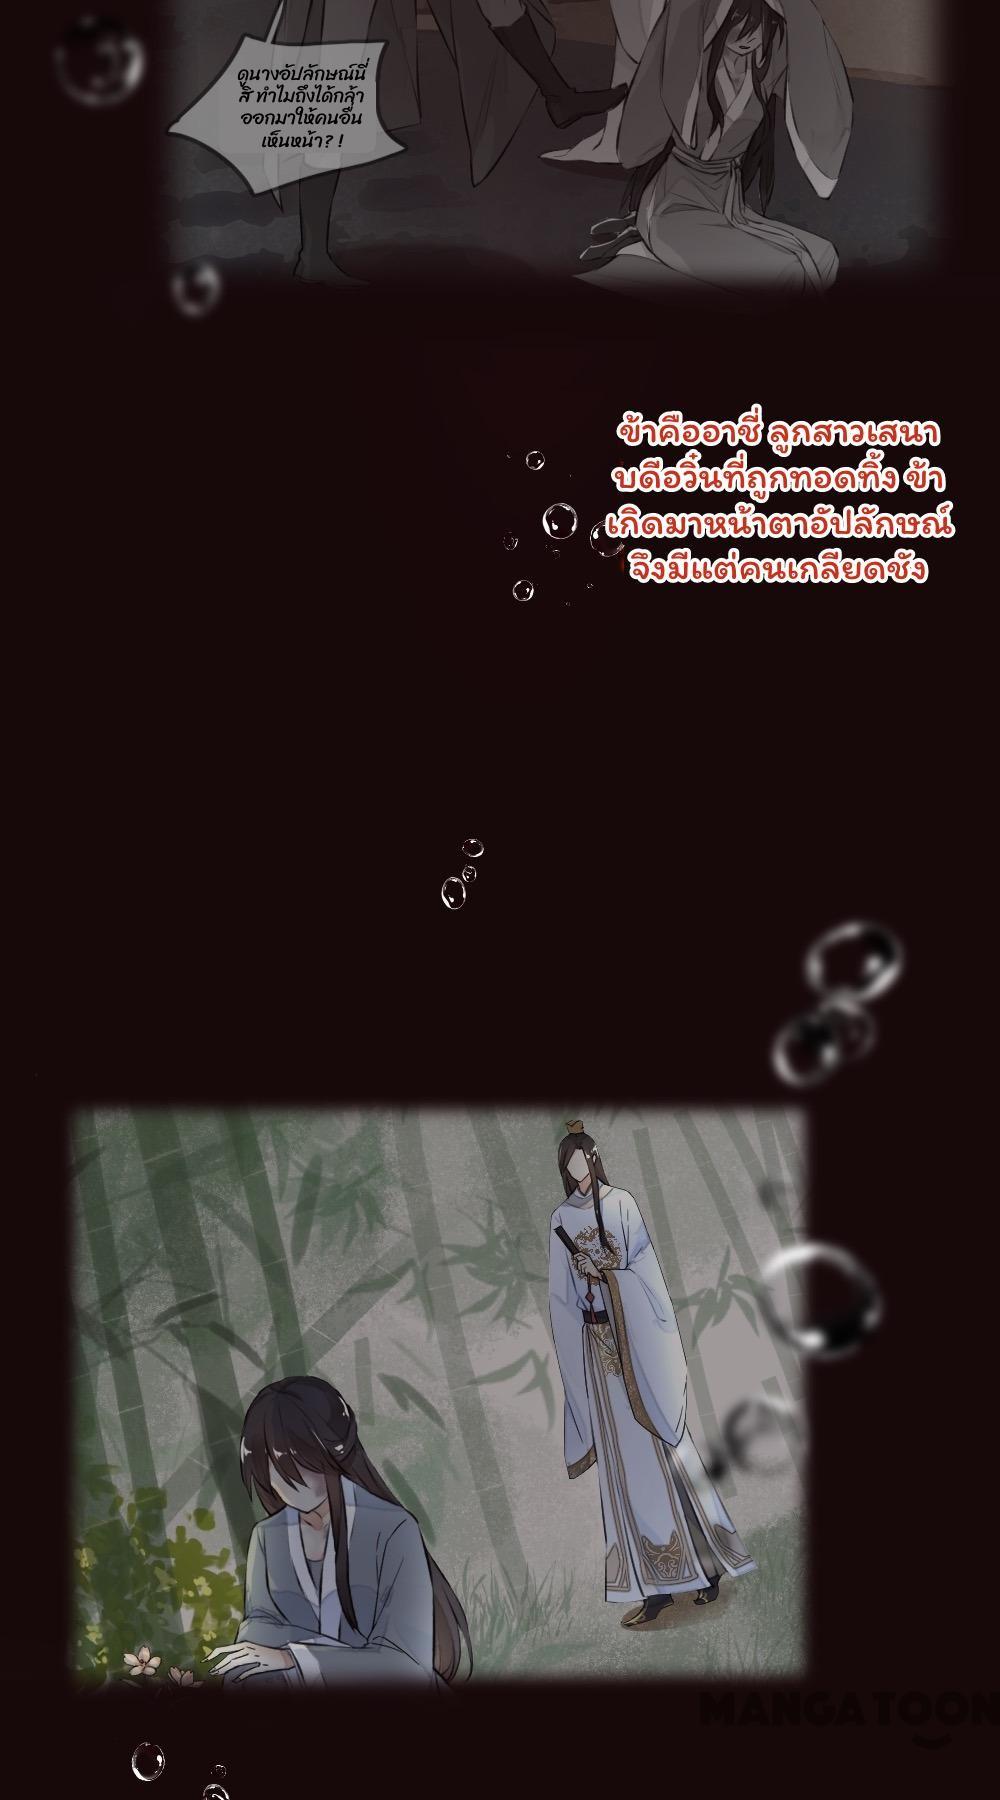 ดูนางอัปลักษณ์นี่
สิ ทำไมถึงได้กล้า
ออกมาให้คนอื่น
เห็นหน้า?!
ข้าคืออาชี่ ลูกสาวเสนา
บดีอวิ๋นที่ถูกทอดทิ้ง ข้า
เกิดมาหน้าตาอัปลักษณ์
จึงมีแต่คนเกลียดชัง
MANGATOON